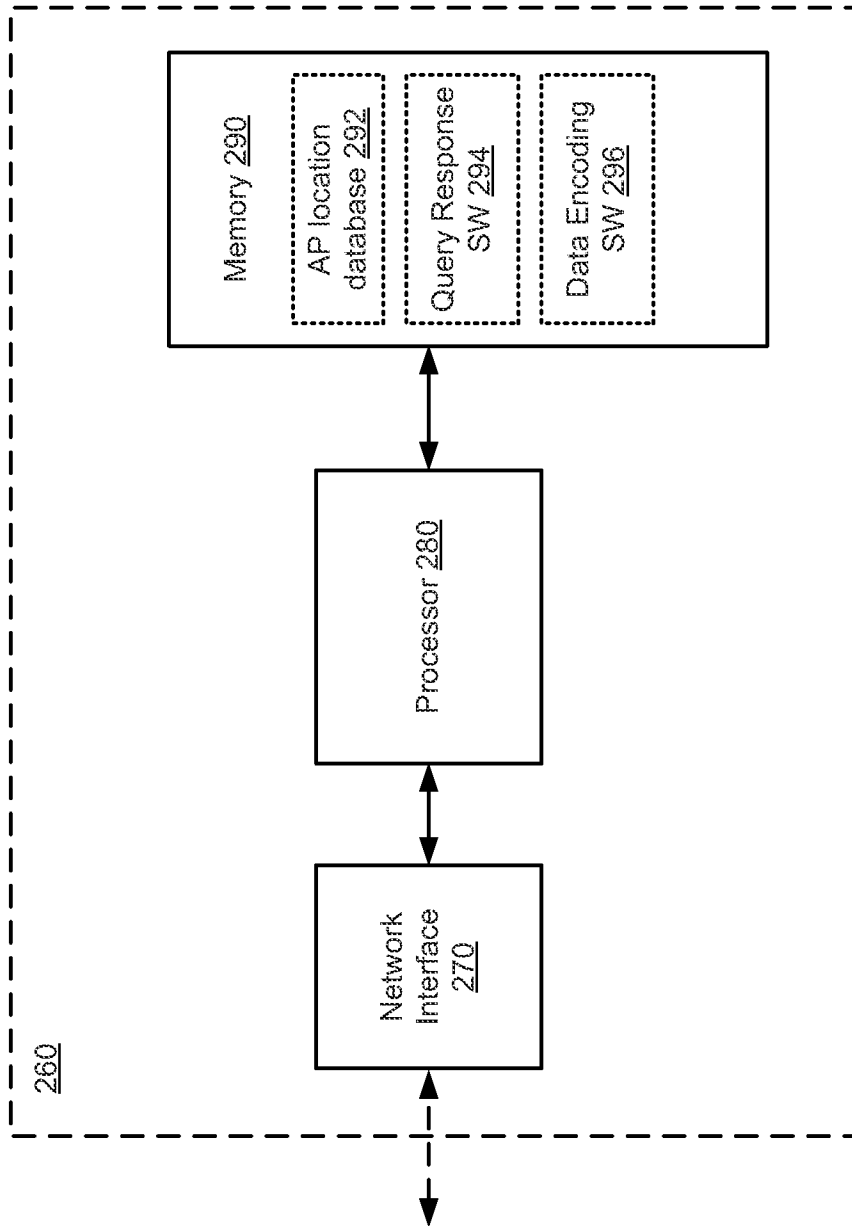 260
Network
Interface
270
Processor 280
Memory 290
AP location
database 292
Query Response
SW 294
Data Encoding
SW 296